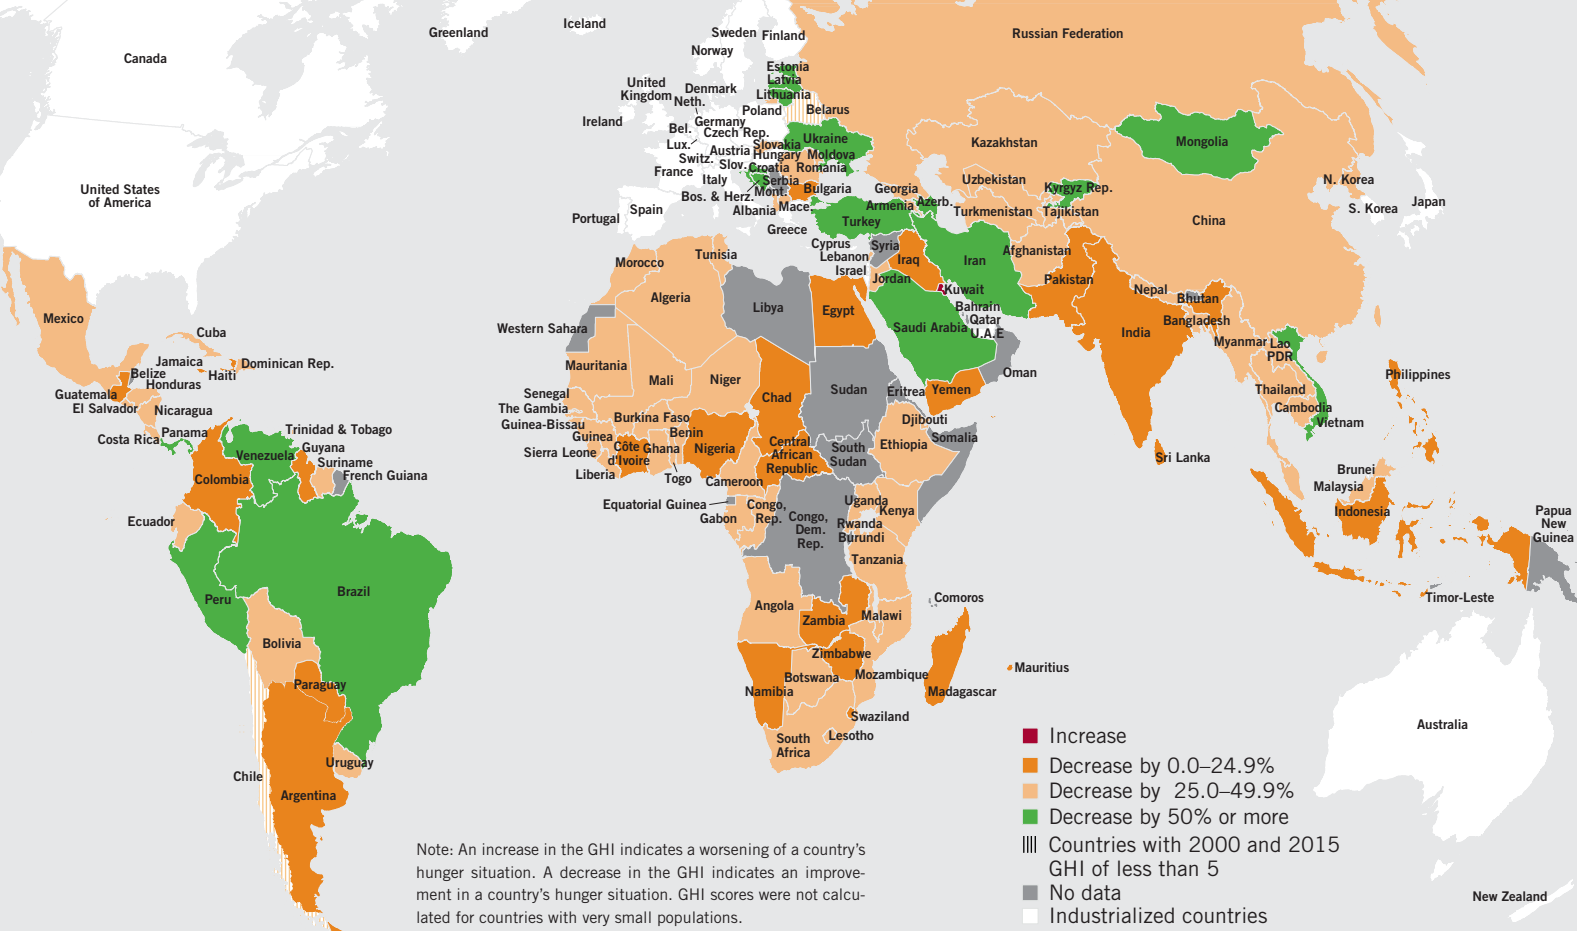 Greenland
Iceland
Canada
Sweden
Finland
Norway
Russian Federation
Estonia
Latvia
Lithuania
United
Kingdom
Denmark
Neth.
Poland
Belarus
Ireland
Germany
Bel.
Czech Rep.
Lux.
Slovakia
Ukraine
Austria
Hungary
Moldova
Switz.
Slov.
Croatia
Romania
France
Italy
Serbia
Bos. & Herz.
Mont.
Bulgaria
Albania
Mace.
Portugal
Spain
Greece
Georgia
Armenia
Azerb.
Turkey
Kazakhstan
Mongolia
Uzbekistan
Kyrgyz Rep.
Turkmenistan
Tajikistan
N. Korea
S. Korea
Japan
China
United States
of America
Cyprus
Lebanon
Israel
Syria
Iraq
Iran
Afghanistan
Jordan
Kuwait
Pakistan
Nepal
Bhutan
Bahrain
Qatar
U.A.E
Saudi Arabia
India
Bangladesh
Myanmar
Lao
PDR
Oman
Yemen
Thailand
Cambodia
Vietnam
Philippines
Sri Lanka
Brunei
Malaysia
Indonesia
Papua
New
Guinea
Timor-Leste
Morocco
Tunisia
Algeria
Libya
Egypt
Western Sahara
Mauritania
Mali
Niger
Chad
Sudan
Eritrea
Senegal
The Gambia
Guinea-Bissau
Burkina Faso
Djibouti
Guinea
Benin
Sierra Leone
Côte
d'Ivoire
Ghana
Nigeria
Central
African
Republic
South
Sudan
Ethiopia
Somalia
Liberia
Togo
Cameroon
Equatorial Guinea
Gabon
Congo,
Rep.
Congo,
Dem.
Rep.
Uganda
Kenya
Rwanda
Burundi
Tanzania
Comoros
Angola
Zambia
Malawi
Zimbabwe
Mozambique
Mauritius
Madagascar
Botswana
Namibia
Swaziland
Lesotho
South
Africa
Mexico
Cuba
Jamaica
Dominican Rep.
Belize
Haiti
Honduras
Guatemala
El Salvador
Nicaragua
Costa Rica
Panama
Trinidad & Tobago
Guyana
Venezuela
Suriname
French Guiana
Colombia
Ecuador
Peru
Brazil
Bolivia
Paraguay
Uruguay
Chile
Argentina
Australia
New Zealand
Increase
Decrease by 0.0–24.9%
Decrease by 25.0–49.9%
Decrease by 50% or more
Countries with 2000 and 2015
GHI of less than 5
No data
Industrialized countries
Note: An increase in the GHI indicates a worsening of a country's
hunger situation. A decrease in the GHI indicates an improve-
ment in a country's hunger situation. GHI scores were not calcu-
lated for countries with very small populations.